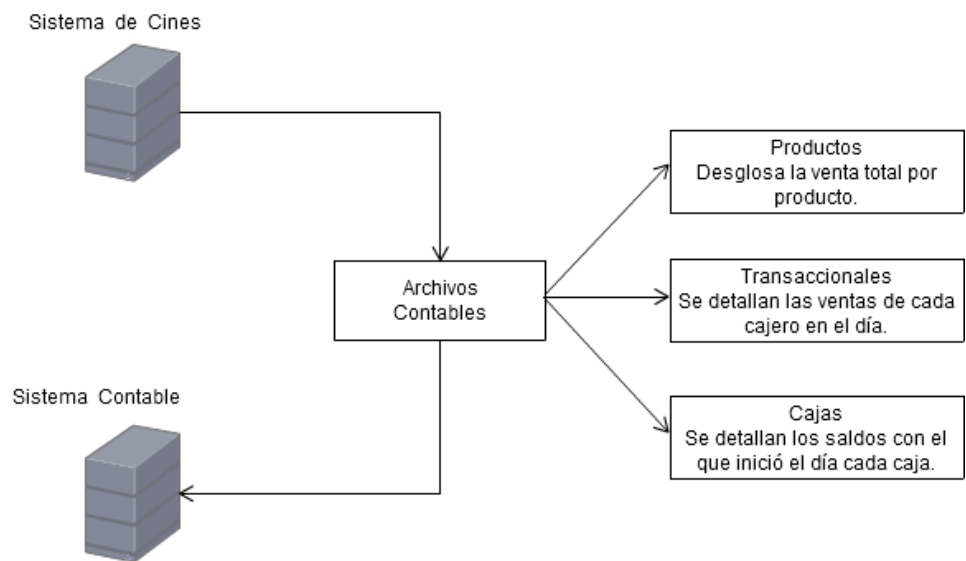 Sistema de Cines
Productos
Desglosa la venta total por
producto.
Archivos
Contables
Transaccionales
Se detallan las ventas de cada
cajero en el día.
Sistema Contable
Cajas
Se detallan los saldos con el
que inició el día cada caja.